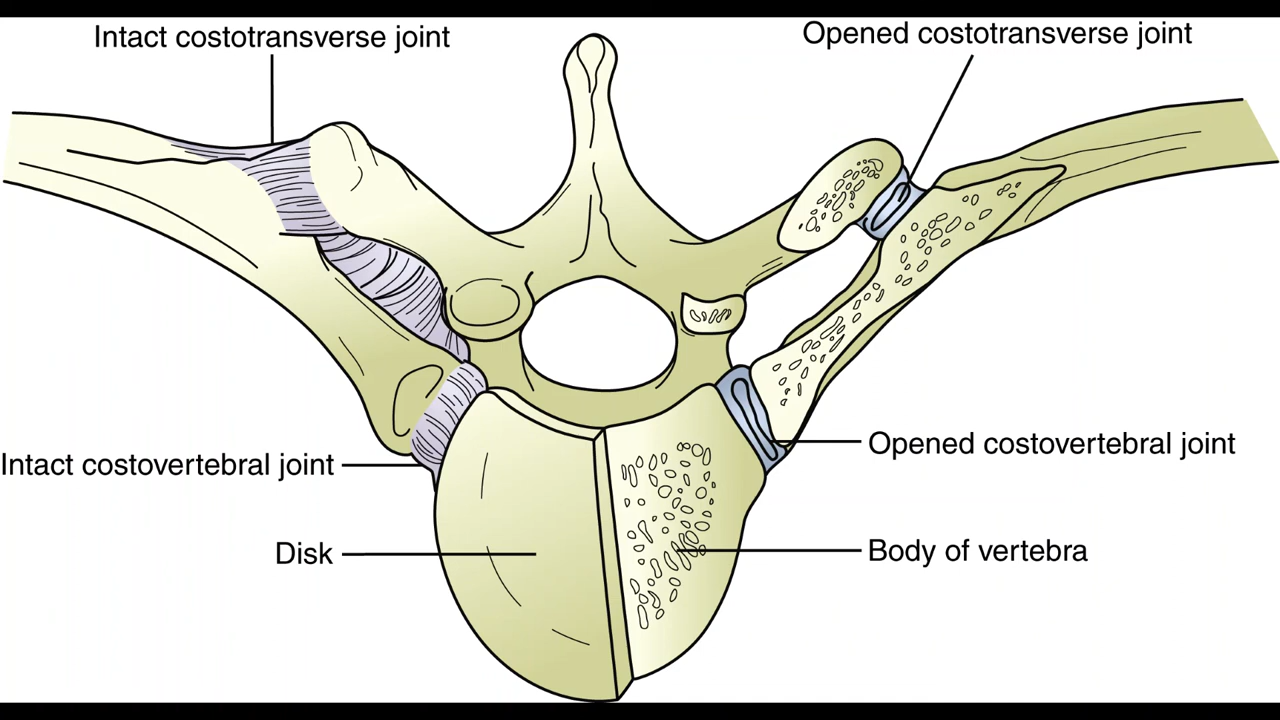 Intact costotransverse joint
Opened costotransverse joint
Intact costovertebral joint
Opened costovertebral joint
Disk
Body of vertebra